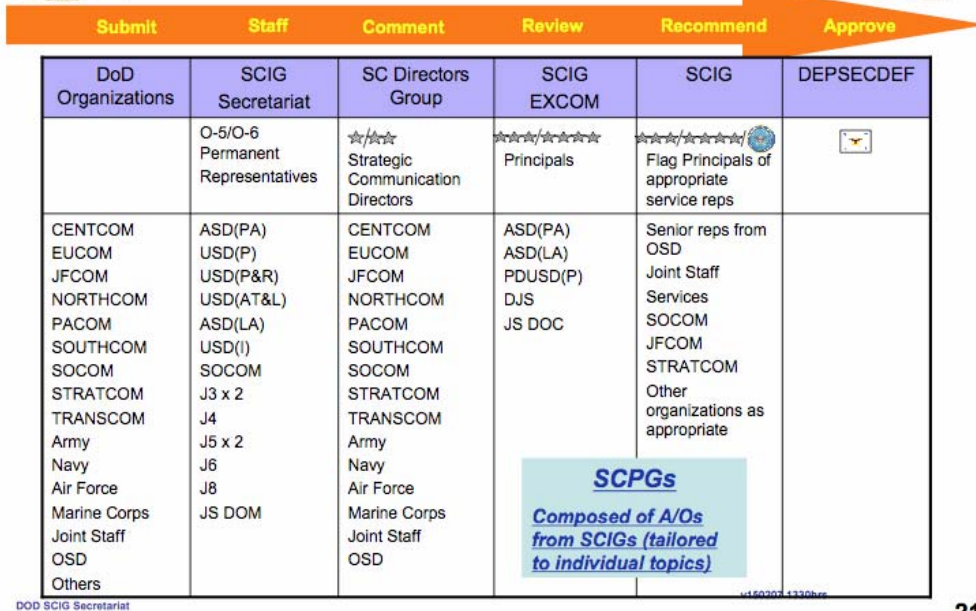 Submit Staff Comment Review Recommend Approve
DoD Organizations
SCIG Secretariat
SC Directors Group
SCIG EXCOM
SCIG
DEPSECDEF
O-5/O-6
Permanent
Representatives
Strategic
Communication
Directors
Principals
Flag Principals of
appropriate
service reps
CENTCOM
EUCOM
JFCOM
NORTHCOM
PACOM
SOUTHCOM
SOCOM
STRATCOM
TRANSCOM
Army
Navy
Air Force
Marine Corps
Joint Staff
OSD
Others
ASD(PA)
USD(P)
USD(P&R)
USD(AT&L)
ASD(LA)
USD(I)
SOCOM
J3 x 2
J4
J5 x 2
J6
J8
JS DOM
CENTCOM
EUCOM
JFCOM
NORTHCOM
PACOM
SOUTHCOM
SOCOM
STRATCOM
TRANSCOM
Army
Navy
Air Force
Marine Corps
Joint Staff
OSD
ASD(PA)
ASD(LA)
PDUSD(P)
DJS
JS DOC
Senior reps from
OSD
Joint Staff
Services
SOCOM
JFCOM
STRATCOM
Other
organizations as
appropriate
SCPGs
Composed of A/Os
from SCIGs (tailored
to individual topics)
DOD SCIG Secretariat